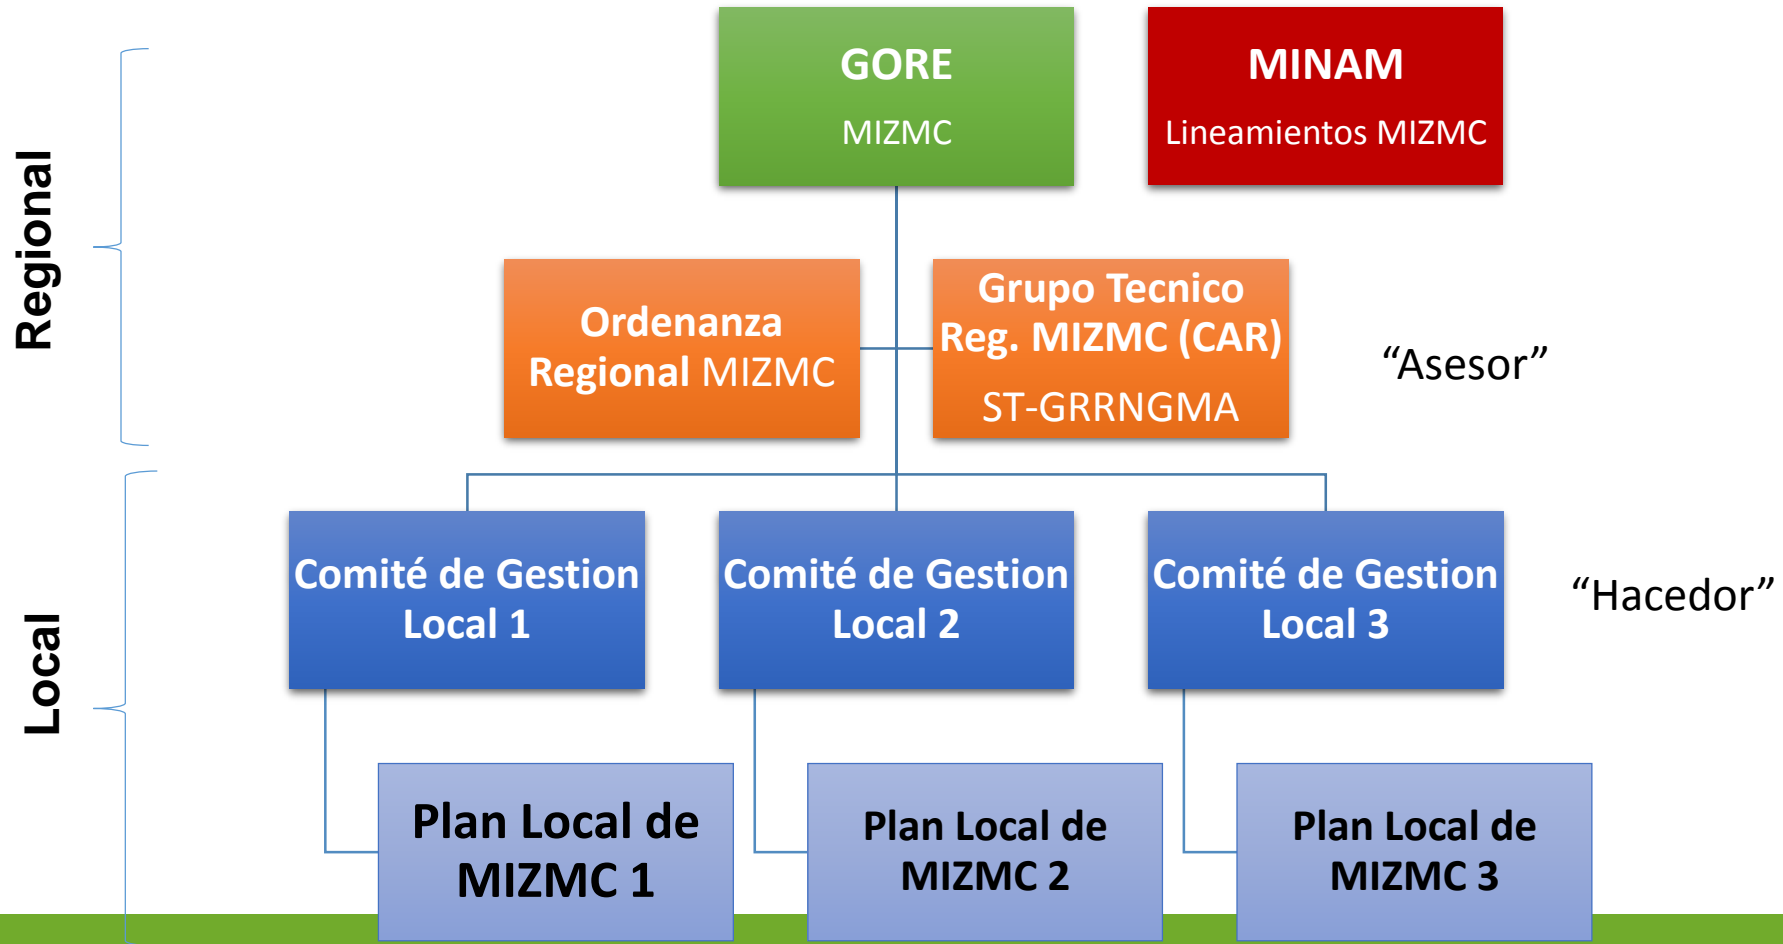 Regional
GORE
MIZMC
MINAM
Lineamientos MIZMC
Ordenanza
Regional MIZMC
Grupo Tecnico
Reg. MIZMC (CAR)
ST-GRRNGMA
“Asesor”
Local
Comité de Gestion
Local 1
Comité de Gestion
Local 2
Comité de Gestion
Local 3
“Hacedor”
Plan Local de
MIZMC 1
Plan Local de
MIZMC 2
Plan Local de
MIZMC 3